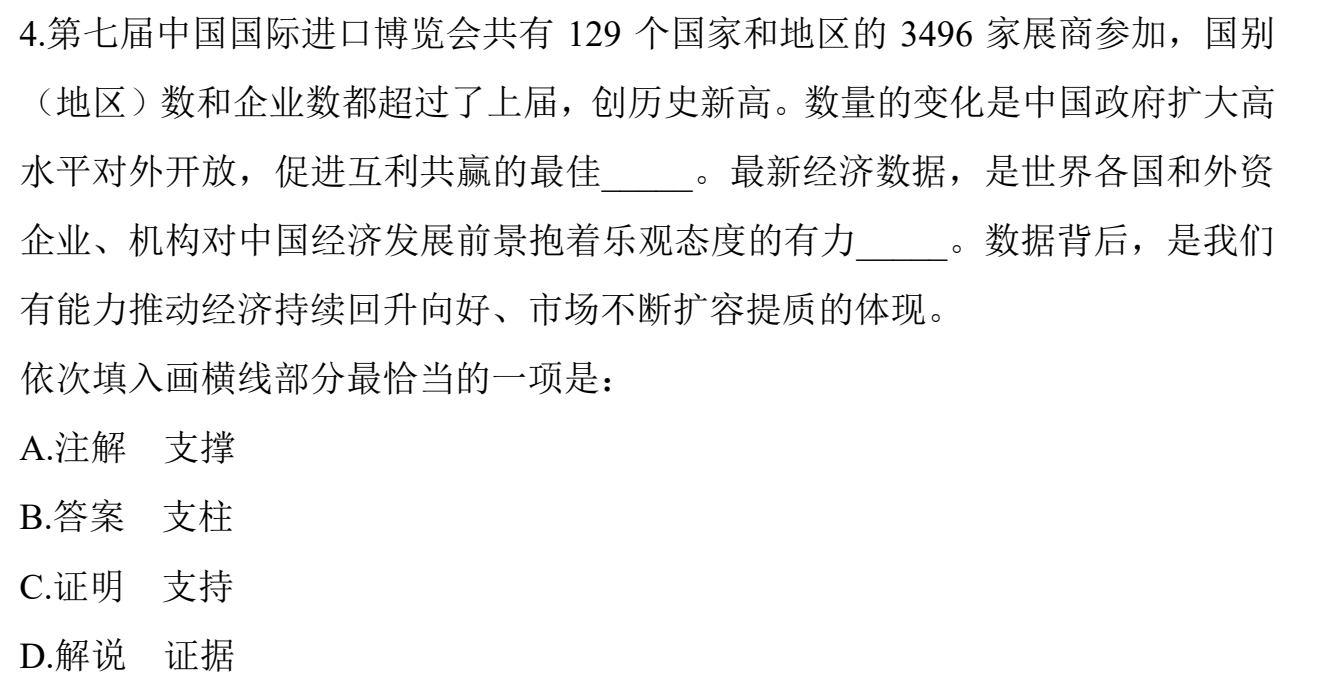 4.第七届中国国际进口博览会共有 129 个国家和地区的 3496 家展商参加，国别
（地区）数和企业数都超过了上届，创历史新高。数量的变化是中国政府扩大高
水平对外开放，促进互利共赢的最佳_____。最新经济数据，是世界各国和外资
企业、机构对中国经济发展前景抱着乐观态度的有力_____。数据背后，是我们
有能力推动经济持续回升向好、市场不断扩容提质的体现。
依次填入画横线部分最恰当的一项是：
A.注解　支撑
B.答案　支柱
C.证明　支持
D.解说　证据